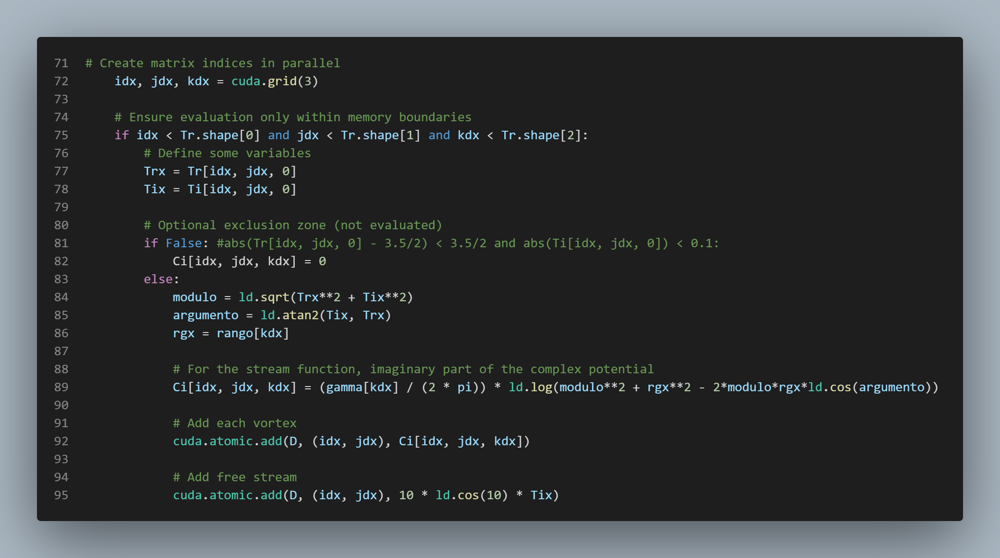 71 # Create matrix indices in parallel
72     idx, jdx, kdx = cuda.grid(3)
73
74     # Ensure evaluation only within memory boundaries
75     if idx < Tr.shape[0] and jdx < Tr.shape[1] and kdx < Tr.shape[2]:
76         # Define some variables
77         Trx = Tr[idx, jdx, 0]
78         Tix = Ti[idx, jdx, 0]
79
80         # Optional exclusion zone (not evaluated)
81         if False: #abs(Tr[idx, jdx, 0] - 3.5/2) < 3.5/2 and abs(Ti[idx, jdx, 0]) < 0.1:
82             Ci[idx, jdx, kdx] = 0
83         else:
84             modulo = ld.sqrt(Trx**2 + Tix**2)
85             argumento = ld.atan2(Tix, Trx)
86             rgx = rango[kdx]
87
88             # For the stream function, imaginary part of the complex potential
89             Ci[idx, jdx, kdx] = (gamma[kdx] / (2 * pi)) * ld.log(modulo**2 + rgx**2 - 2*modulo*rgx*ld.cos(argumento))
90
91             # Add each vortex
92             cuda.atomic.add(D, (idx, jdx), Ci[idx, jdx, kdx])
93
94             # Add free stream
95             cuda.atomic.add(D, (idx, jdx), 10 * ld.cos(10) * Tix)